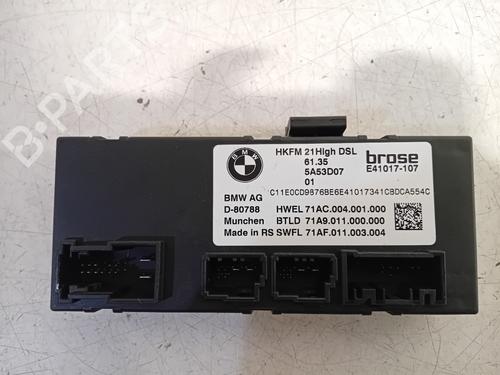 BMW
HKFM 21High DSL
61.35
5A53D07
01
brose
E41017-107
C11E0CD9876BE6E41017341CBDCA554C
BMW AG
D-80788
Munchen
Made in RS
HWEL 71AC.004.001.000
BTLD 71A9.011.000.000
SWFL 71AF.011.003.004
B-PARTS